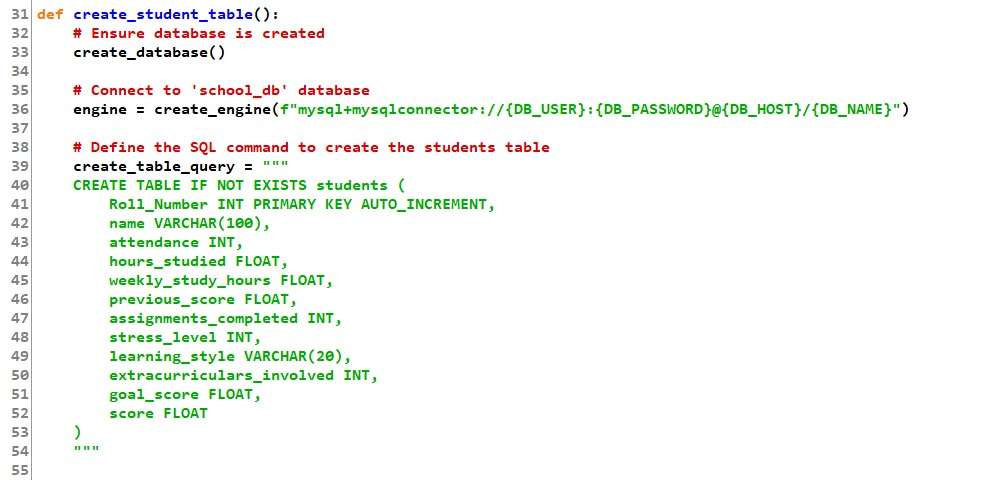 31 def create_student_table():
32     # Ensure database is created
33     create_database()
34
35     # Connect to 'school_db' database
36     engine = create_engine(f"mysql+mysqlconnector://{DB_USER}:{DB_PASSWORD}@{DB_HOST}/{DB_NAME}")
37
38     # Define the SQL command to create the students table
39     create_table_query = """
40     CREATE TABLE IF NOT EXISTS students (
41         Roll_Number INT PRIMARY KEY AUTO_INCREMENT,
42         name VARCHAR(100),
43         attendance INT,
44         hours_studied FLOAT,
45         weekly_study_hours FLOAT,
46         previous_score FLOAT,
47         assignments_completed INT,
48         stress_level INT,
49         learning_style VARCHAR(20),
50         extracurriculars_involved INT,
51         goal_score FLOAT,
52         score FLOAT
53     )
54     """
55